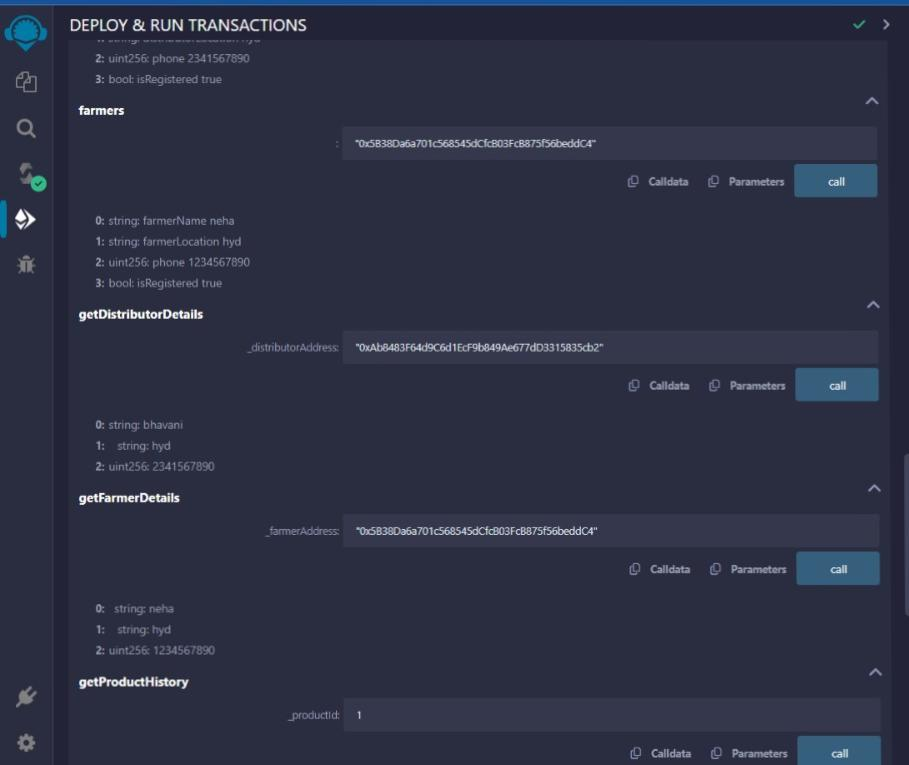 DEPLOY & RUN TRANSACTIONS
1: string: distributorLocation hyd
2: uint256: phone 2341567890
3: bool: isRegistered true
farmers
: "0x5B38Da6a701c568545dCfcB03FcB875f56beddC4"
Calldata Parameters call
0: string: farmerName neha
1: string: farmerLocation hyd
2: uint256: phone 1234567890
3: bool: isRegistered true
getDistributorDetails
_distributorAddress: "0xAb8483F64d9C6d1EcF9b849Ae677dD3315835cb2"
Calldata Parameters call
0: string: bhavani
1: string: hyd
2: uint256: 2341567890
getFarmerDetails
_farmerAddress: "0x5B38Da6a701c568545dCfcB03FcB875f56beddC4"
Calldata Parameters call
0: string: neha
1: string: hyd
2: uint256: 1234567890
getProductHistory
_productId: 1
Calldata Parameters call